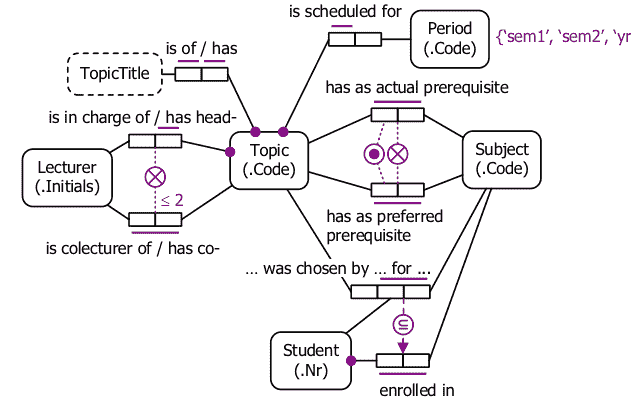 is scheduled for
Period
(.Code)
{‘sem1’, ‘sem2’, ‘yr
is of / has
TopicTitle
has as actual prerequisite
is in charge of / has head-
Topic
(.Code)
Subject
(.Code)
Lecturer
(.Initials)
≤ 2
has as preferred
prerequisite
is colecturer of / has co-
... was chosen by ... for ...
Student
(.Nr)
enrolled in